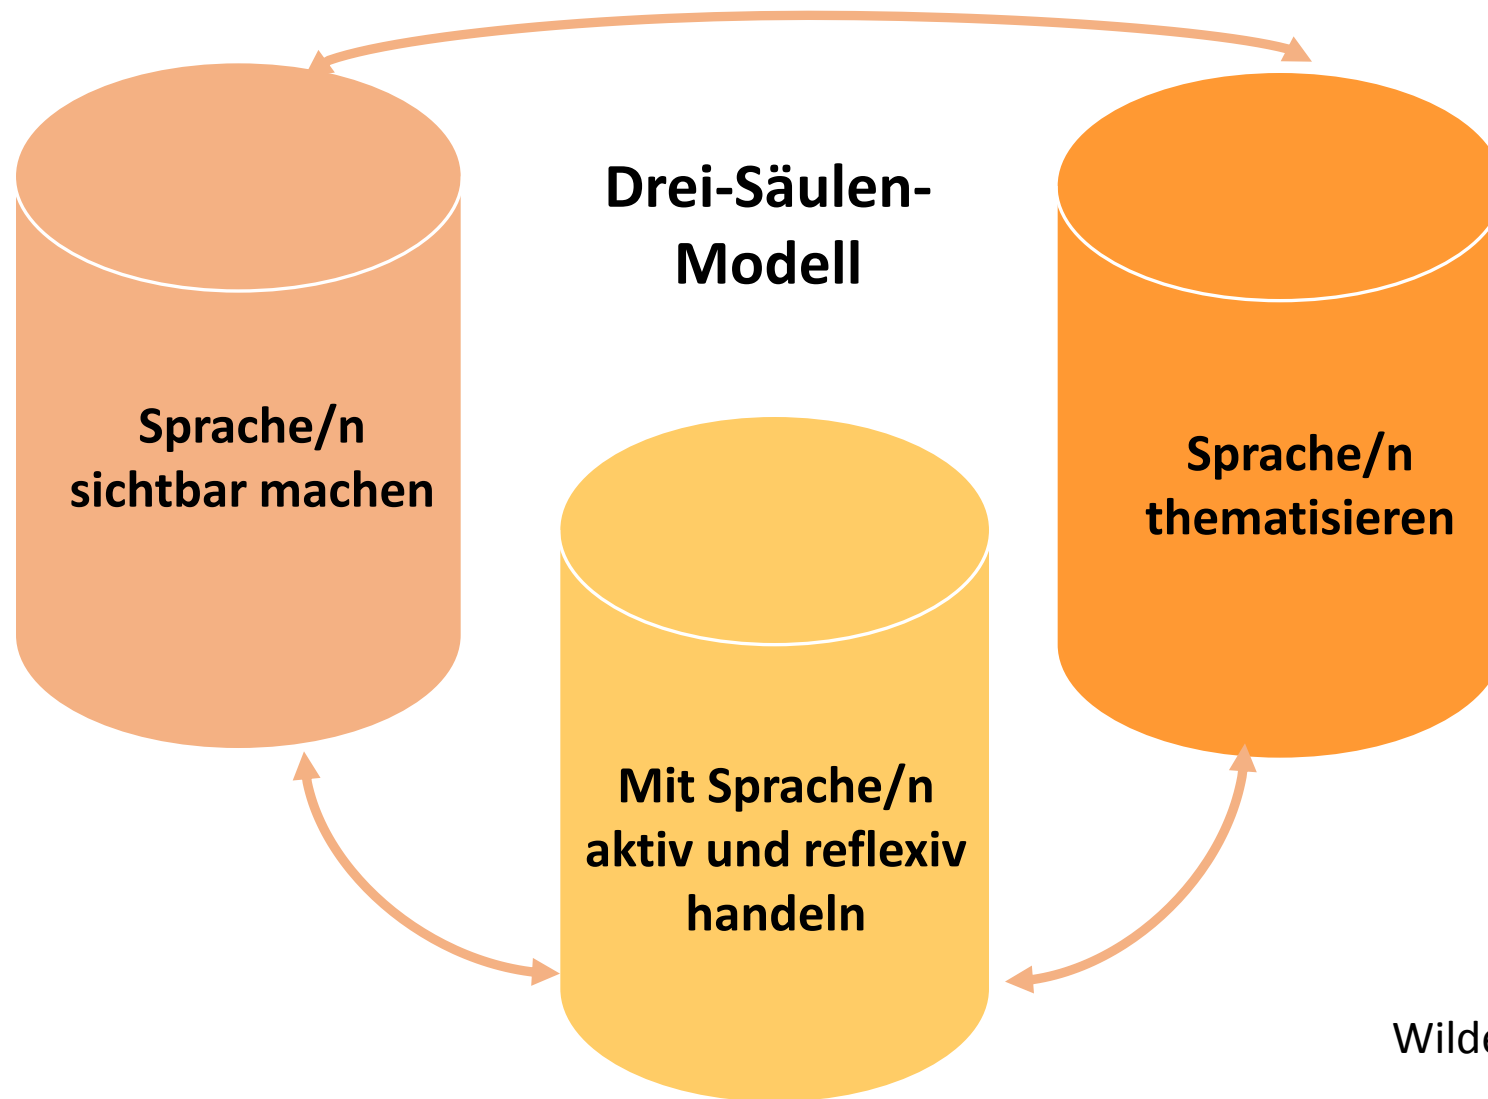 Drei-Säulen-
Modell
Sprache/n
sichtbar machen
Sprache/n
thematisieren
Mit Sprache/n
aktiv und reflexiv
handeln